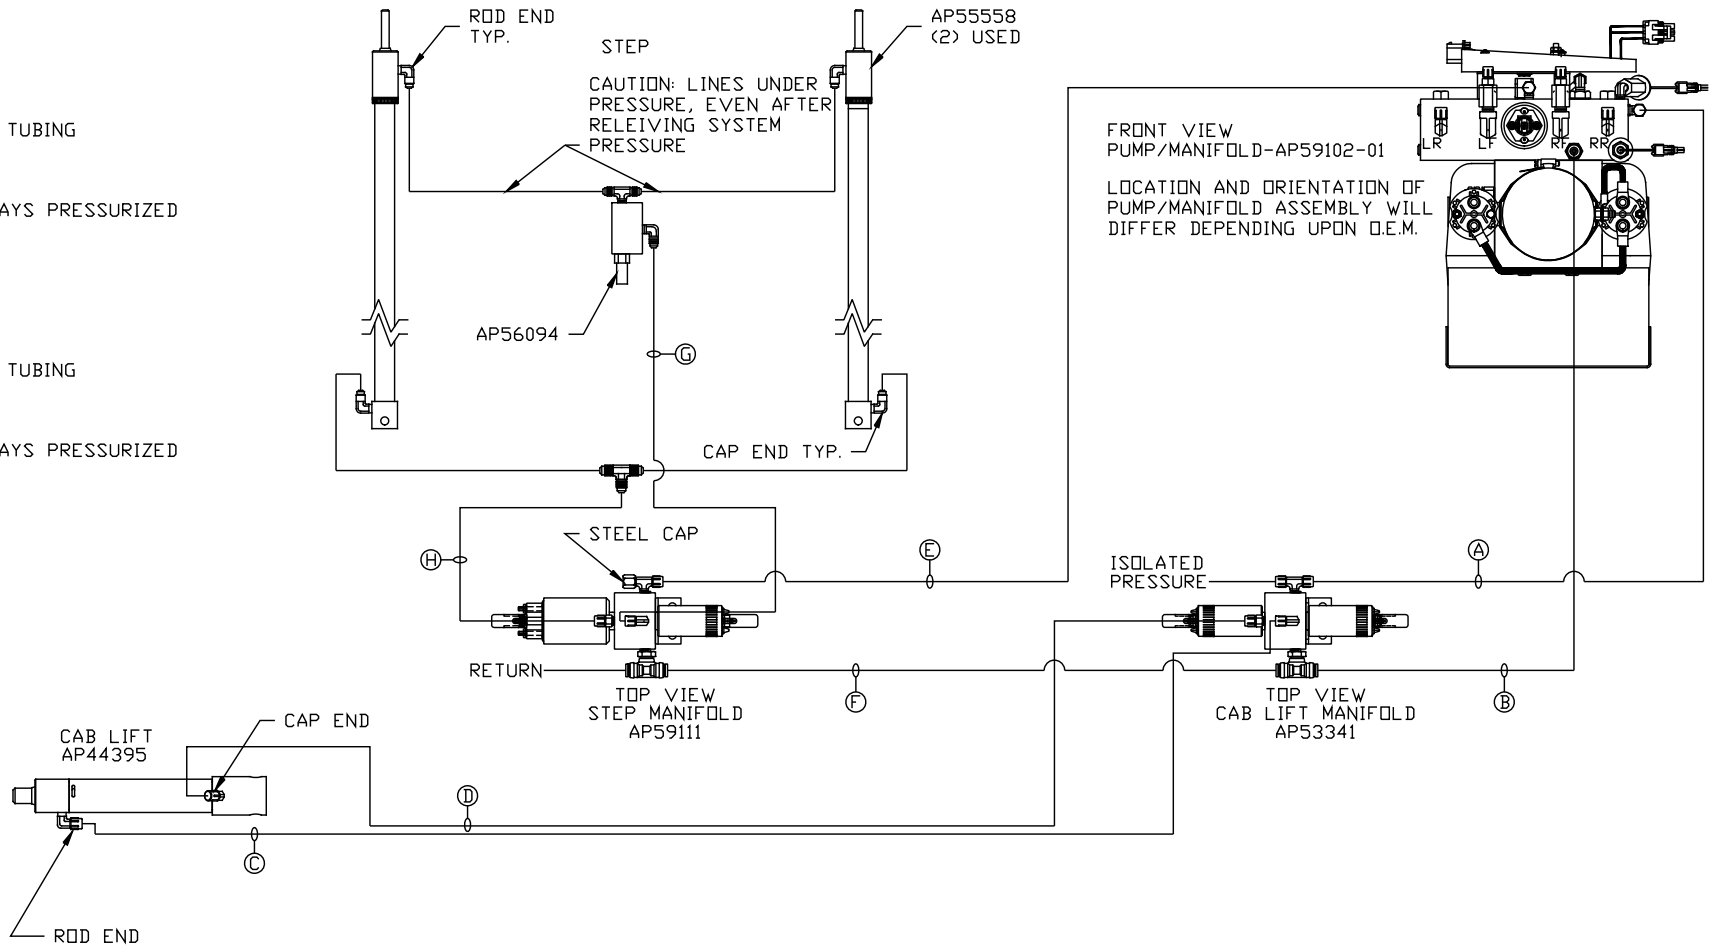 TUBING
AYS PRESSURIZED
TUBING
AYS PRESSURIZED
ROD END
TYP.
STEP
CAUTION: LINES UNDER
PRESSURE, EVEN AFTER
RELEIVING SYSTEM
PRESSURE
AP55558
(2) USED
AP56094
G
CAP END TYP.
FRONT VIEW
PUMP/MANIFOLD-AP59102-01
LOCATION AND ORIENTATION OF
PUMP/MANIFOLD ASSEMBLY WILL
DIFFER DEPENDING UPON O.E.M.
LR
LF
RF
RR
H
STEEL CAP
E
ISOLATED
PRESSURE
A
RETURN
TOP VIEW
STEP MANIFOLD
AP59111
F
TOP VIEW
CAB LIFT MANIFOLD
AP53341
B
CAB LIFT
AP44395
CAP END
D
C
ROD END